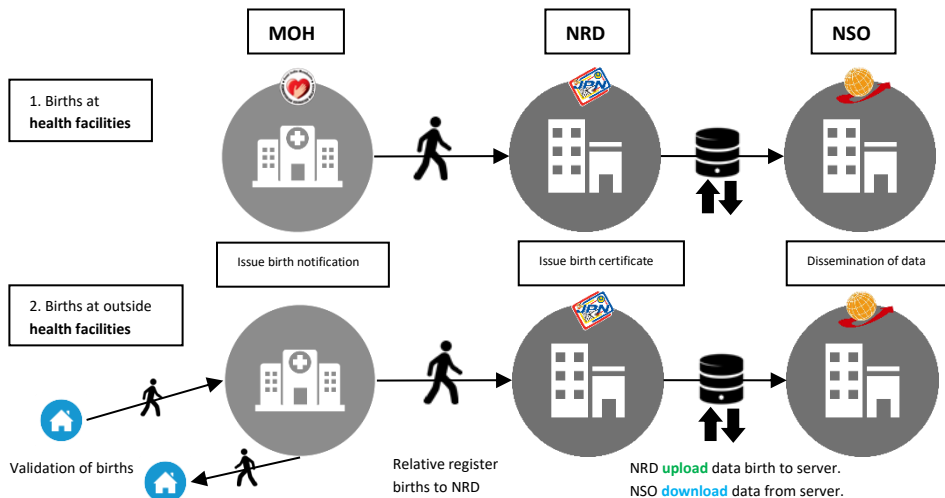 MOH
NRD
NSO
1. Births at
health facilities
JPN
Issue birth notification
Issue birth certificate
Dissemination of data
2. Births at outside
health facilities
JPN
Validation of births
Relative register
births to NRD
NRD upload data birth to server.
NSO download data from server.